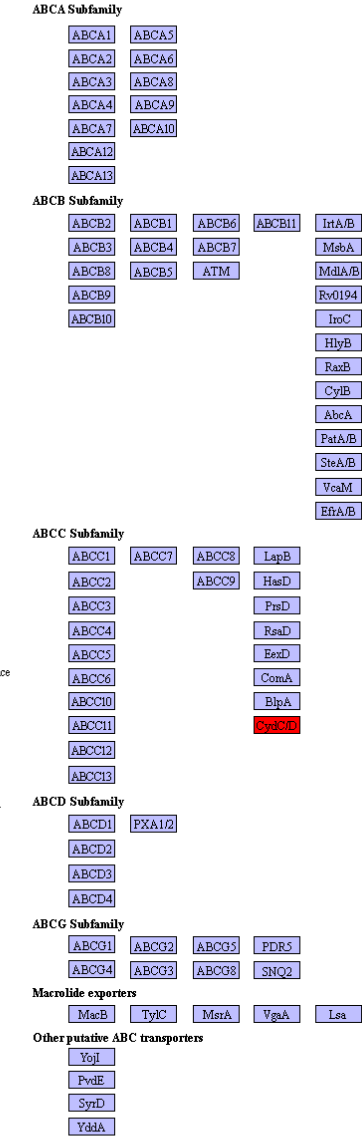 ABCA Subfamily
ABCA1 ABCA5
ABCA2 ABCA6
ABCA3 ABCA8
ABCA4 ABCA9
ABCA7 ABCA10
ABCA12
ABCA13
ABCB Subfamily
ABCB2 ABCB1 ABCB6 ABCB11 IrtA/B
ABCB3 ABCB4 ABCB7 MsbA
ABCB8 ABCB5 ATM MdlA/B
ABCB9 Rv0194
ABCB10 IroC
HlyB
RaxB
CylB
AbcA
PatA/B
SteA/B
VcaM
EfrA/B
ABCC Subfamily
ABCC1 ABCC7 ABCC8 LapB
ABCC2 ABCC9 HasD
ABCC3 PrsD
ABCC4 RsaD
ABCC5 EexD
ABCC6 ComA
ABCC10 BlpA
ABCC11 CydC/D
ABCC12
ABCC13
ABCD Subfamily
ABCD1 PXA1/2
ABCD2
ABCD3
ABCD4
ABCG Subfamily
ABCG1 ABCG2 ABCG5 PDR5
ABCG4 ABCG3 ABCG8 SNQ2
Macrolide exporters
MacB TylC MsrA VgaA Lsa
Other putative ABC transporters
YojI
PvdE
SyrD
YddA